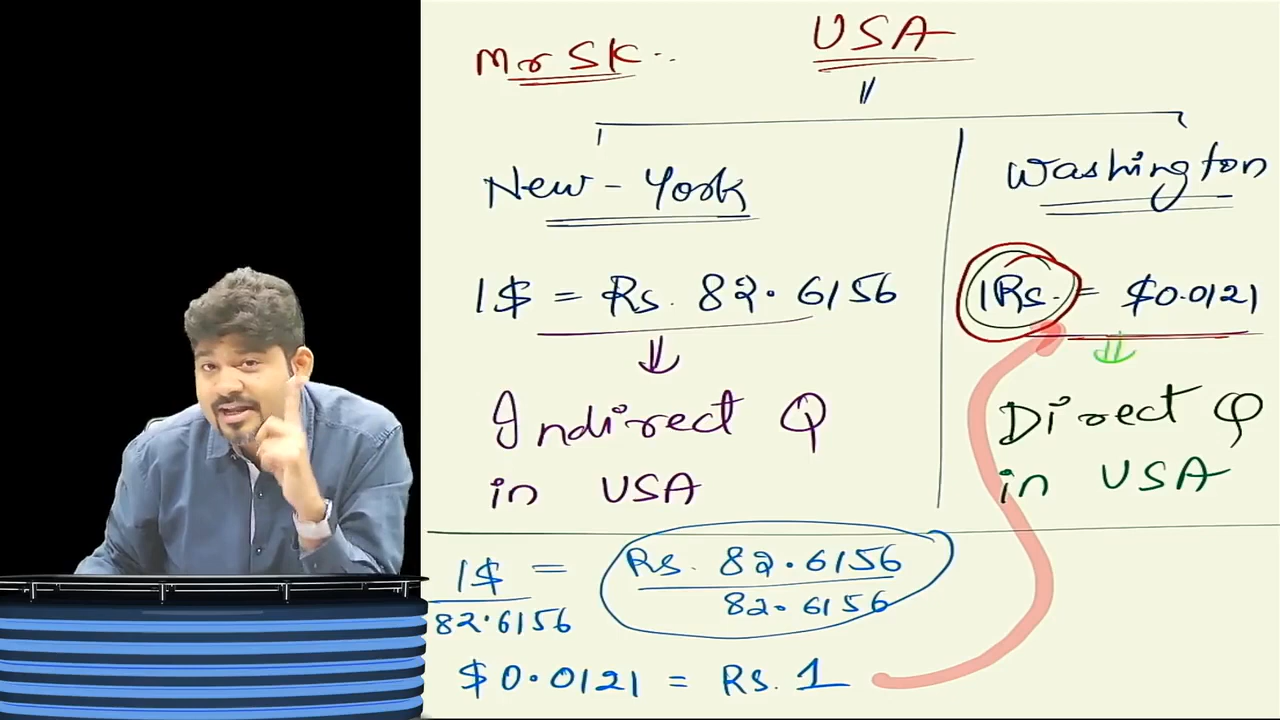 Mr SK..
USA
New-York
1$ = Rs. 82.6156
Indirect Q
in USA
Washington
1Rs. = $0.0121
Direct Q
in USA
1$ = Rs. 82.6156
82.6156 82.6156
$0.0121 = Rs. 1